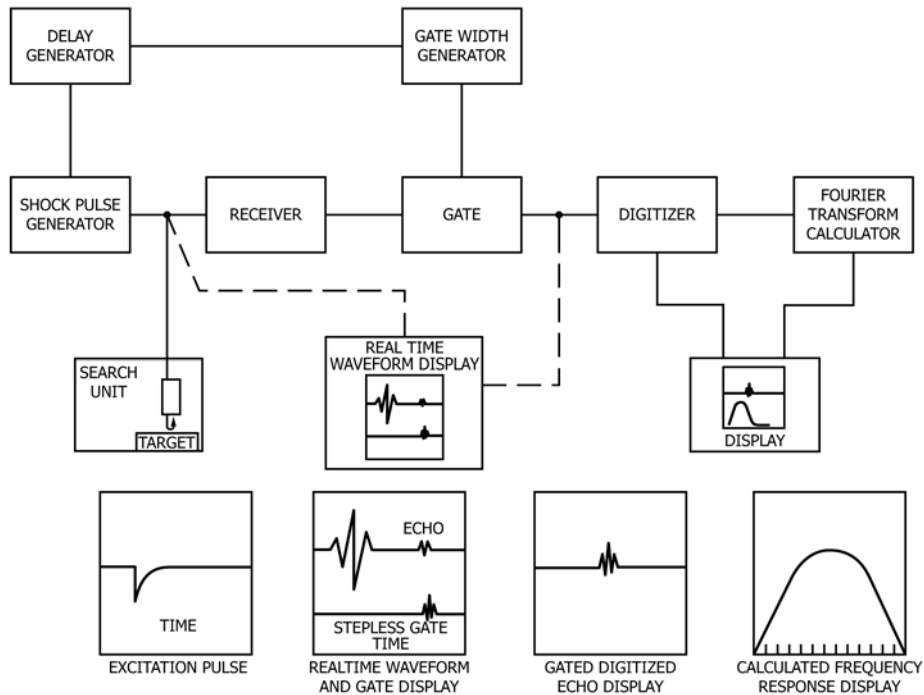 DELAY
GENERATOR
GATE WIDTH
GENERATOR
SHOCK PULSE
GENERATOR
RECEIVER
GATE
DIGITIZER
FOURIER
TRANSFORM
CALCULATOR
SEARCH
UNIT
TARGET
REAL TIME
WAVEFORM DISPLAY
DISPLAY
TIME
EXCITATION PULSE
ECHO
STEPLESS GATE
TIME
REALTIME WAVEFORM
AND GATE DISPLAY
GATED DIGITIZED
ECHO DISPLAY
CALCULATED FREQUENCY
RESPONSE DISPLAY